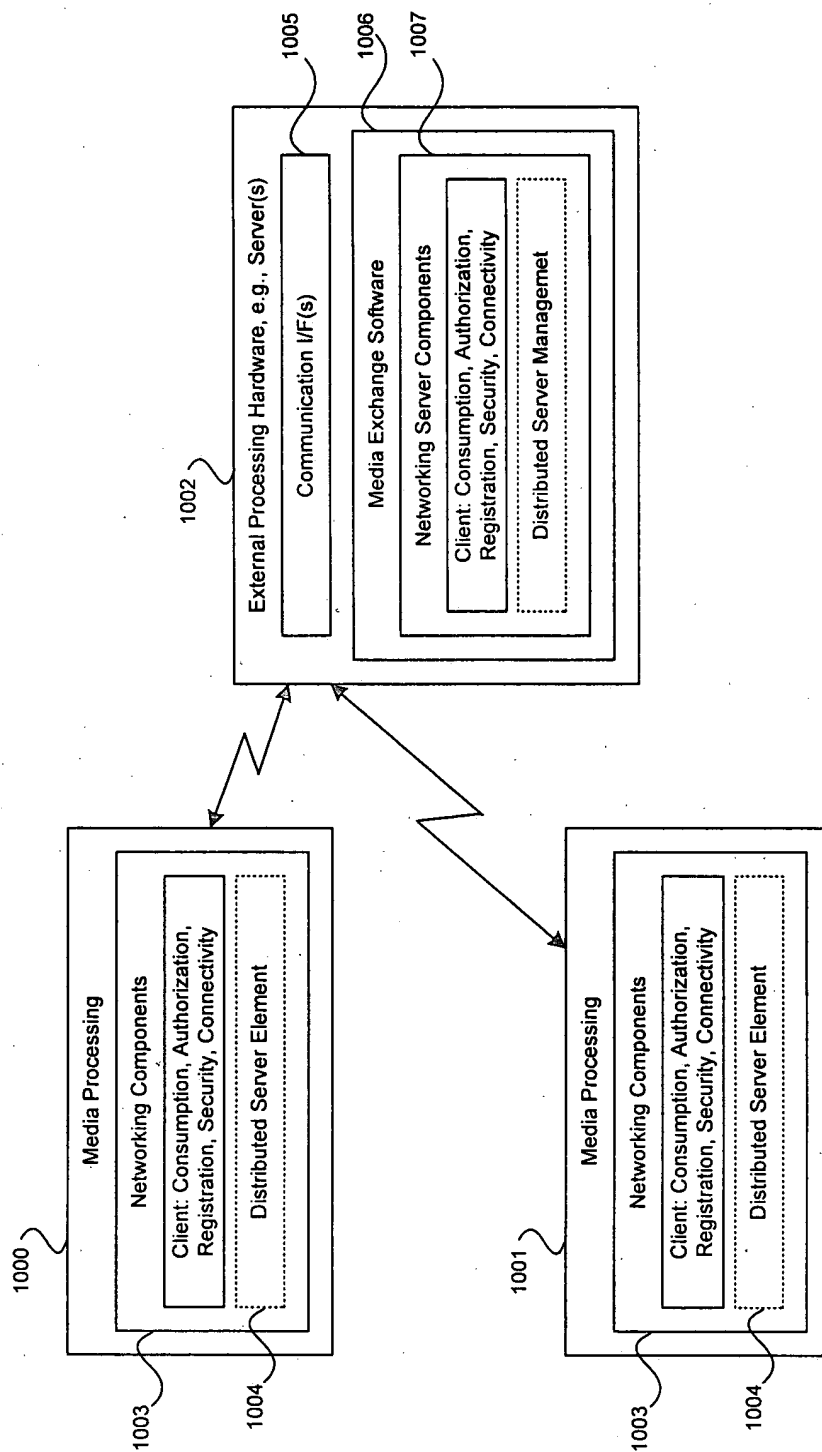 1000
Media Processing
Networking Components
Client: Consumption, Authorization,
Registration, Security, Connectivity
Distributed Server Element
1003
1004
1001
Media Processing
Networking Components
Client: Consumption, Authorization,
Registration, Security, Connectivity
Distributed Server Element
1003
1004
1002
External Processing Hardware, e.g., Server(s)
Communication I/F(s)
Media Exchange Software
Networking Server Components
Client: Consumption, Authorization,
Registration, Security, Connectivity
Distributed Server Managemet
1005
1006
1007